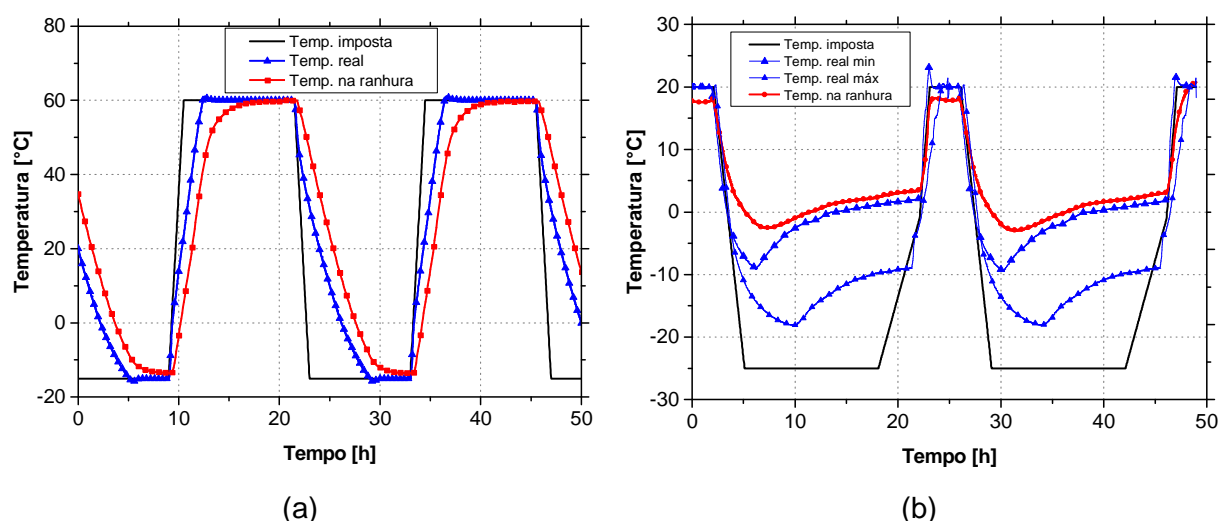 80
60
40
20
0
-20
0
10
20
30
40
50
Temperatura [°C]
Tempo [h]
Temp. imposta
Temp. real
Temp. na ranhura
(a)
30
20
10
0
-10
-20
-30
0
10
20
30
40
50
Temperatura [°C]
Tempo [h]
Temp. imposta
Temp. real min
Temp. real máx
Temp. na ranhura
(b)